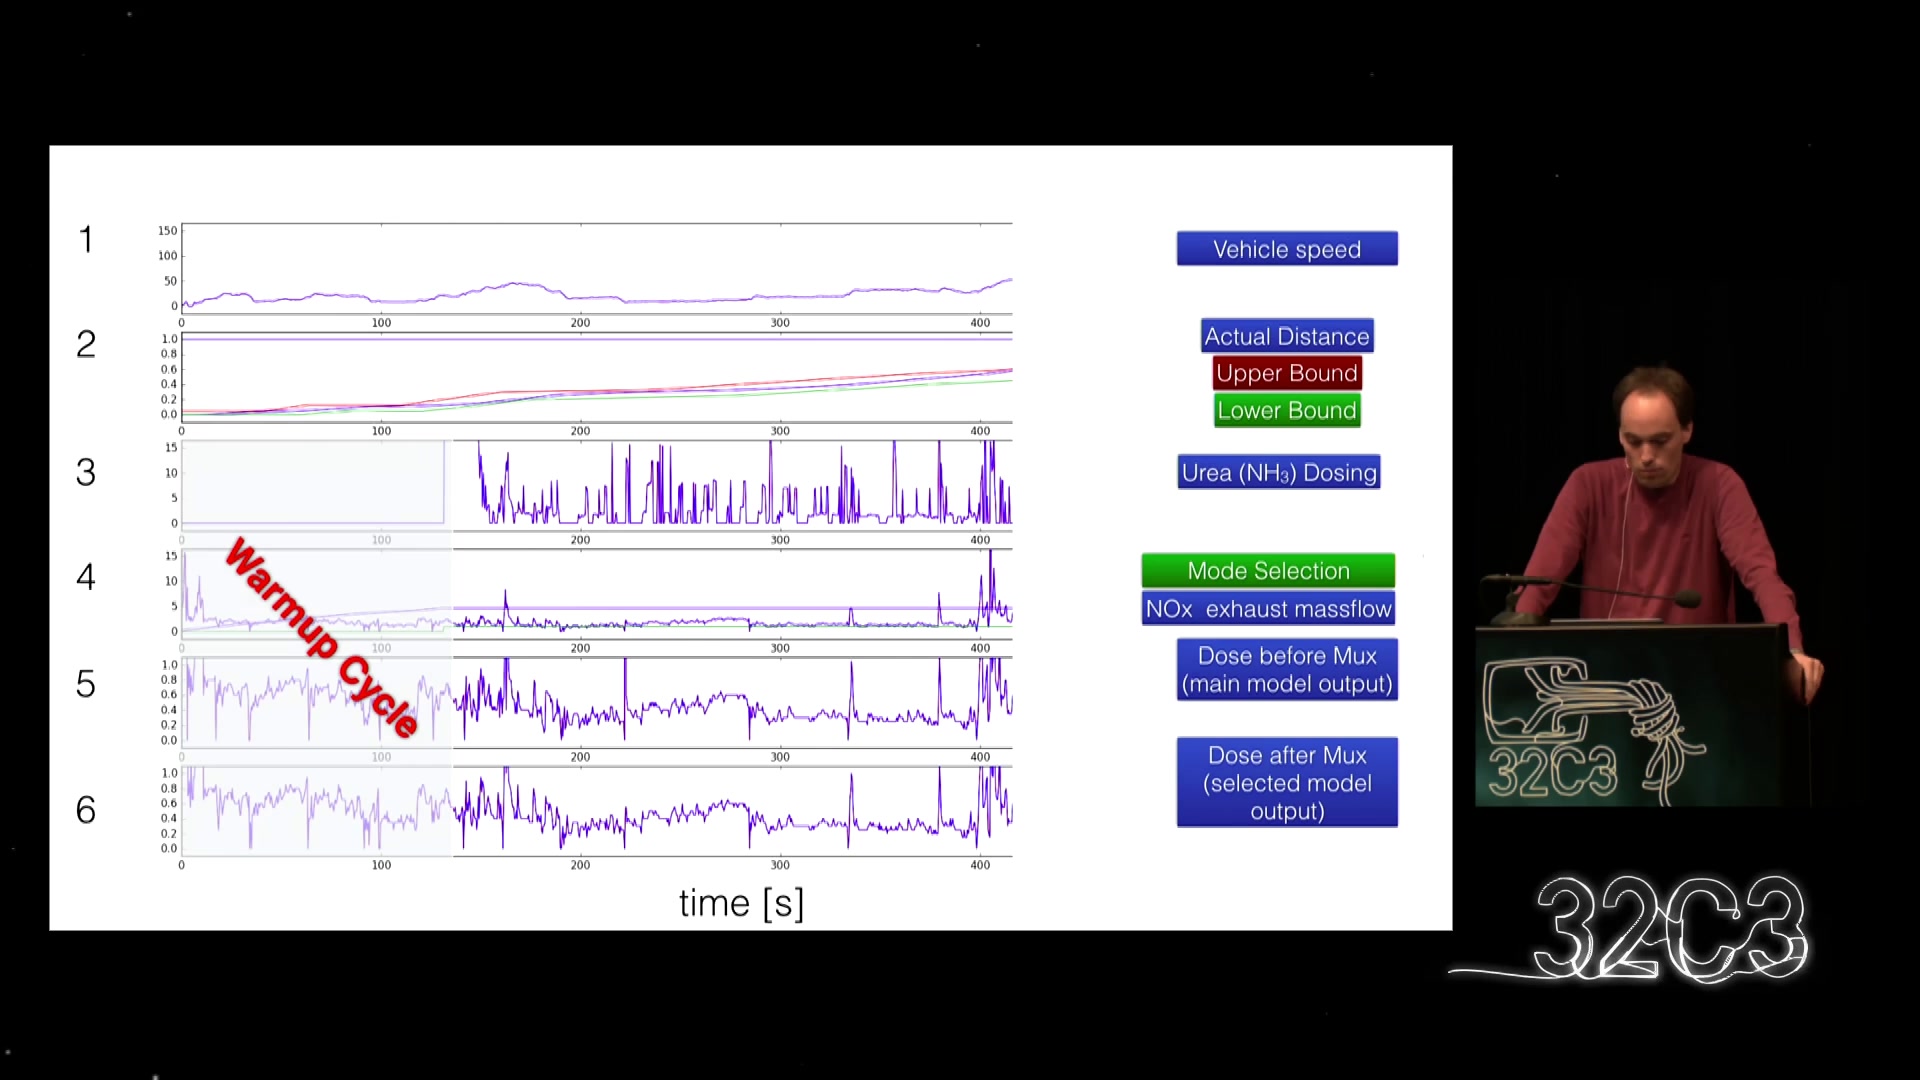 1
150
100
50
0
0 100 200 300 400
Vehicle speed
2
1.0
0.8
0.6
0.4
0.2
0.0
0 100 200 300 400
Actual Distance
Upper Bound
Lower Bound
3
15
10
5
0
0 100 200 300 400
Urea (NH₃) Dosing
4
15
10
5
0
0 100 200 300 400
Mode Selection
NOx exhaust massflow
Warmup Cycle
5
1.0
0.8
0.6
0.4
0.2
0.0
0 100 200 300 400
Dose before Mux
(main model output)
6
1.0
0.8
0.6
0.4
0.2
0.0
0 100 200 300 400
Dose after Mux
(selected model
output)
time [s]
32C3
32C3